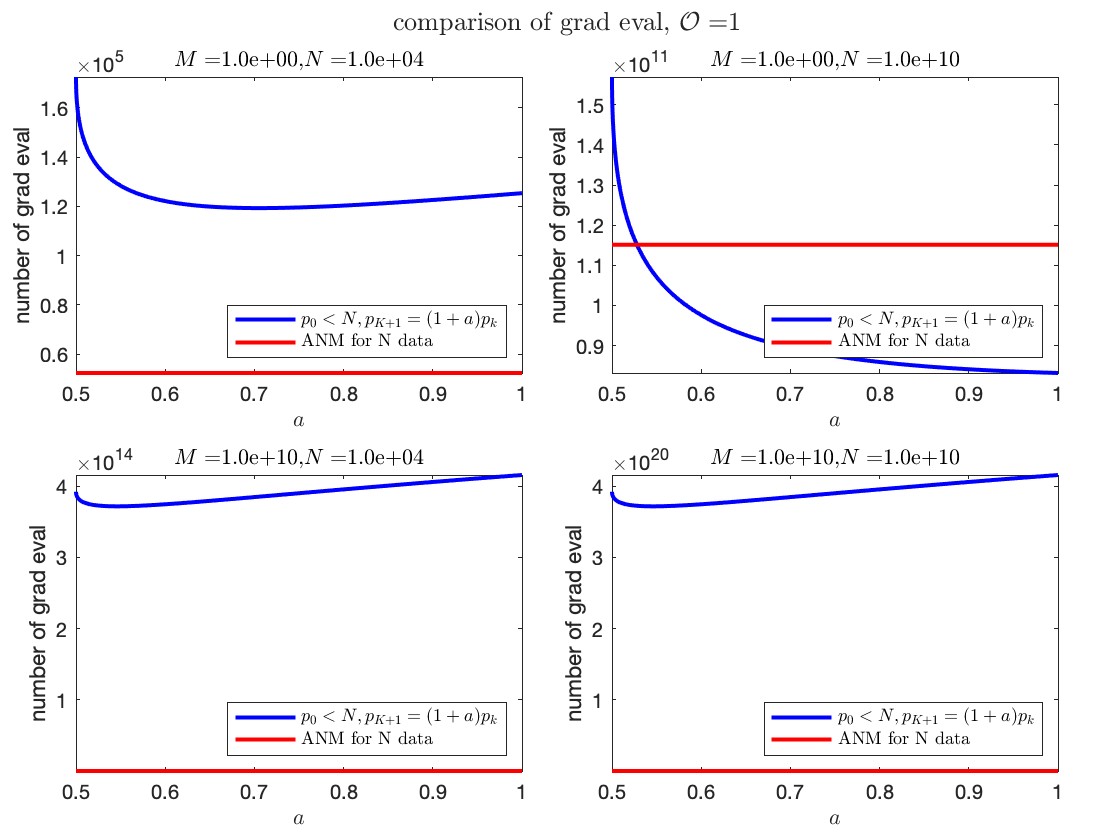 comparison of grad eval, 𝒪 =1
×10^5
M =1.0e+00,N =1.0e+04
1.6
1.4
1.2
1
0.8
0.6
number of grad eval
p_0 < N, p_{K+1} = (1 + a)p_k
ANM for N data
0.5 0.6 0.7 0.8 0.9 1
a
×10^11
M =1.0e+00,N =1.0e+10
1.5
1.4
1.3
1.2
1.1
1
0.9
number of grad eval
p_0 < N, p_{K+1} = (1 + a)p_k
ANM for N data
0.5 0.6 0.7 0.8 0.9 1
a
×10^14
M =1.0e+10,N =1.0e+04
4
3
2
1
number of grad eval
p_0 < N, p_{K+1} = (1 + a)p_k
ANM for N data
0.5 0.6 0.7 0.8 0.9 1
a
×10^20
M =1.0e+10,N =1.0e+10
4
3
2
1
number of grad eval
p_0 < N, p_{K+1} = (1 + a)p_k
ANM for N data
0.5 0.6 0.7 0.8 0.9 1
a